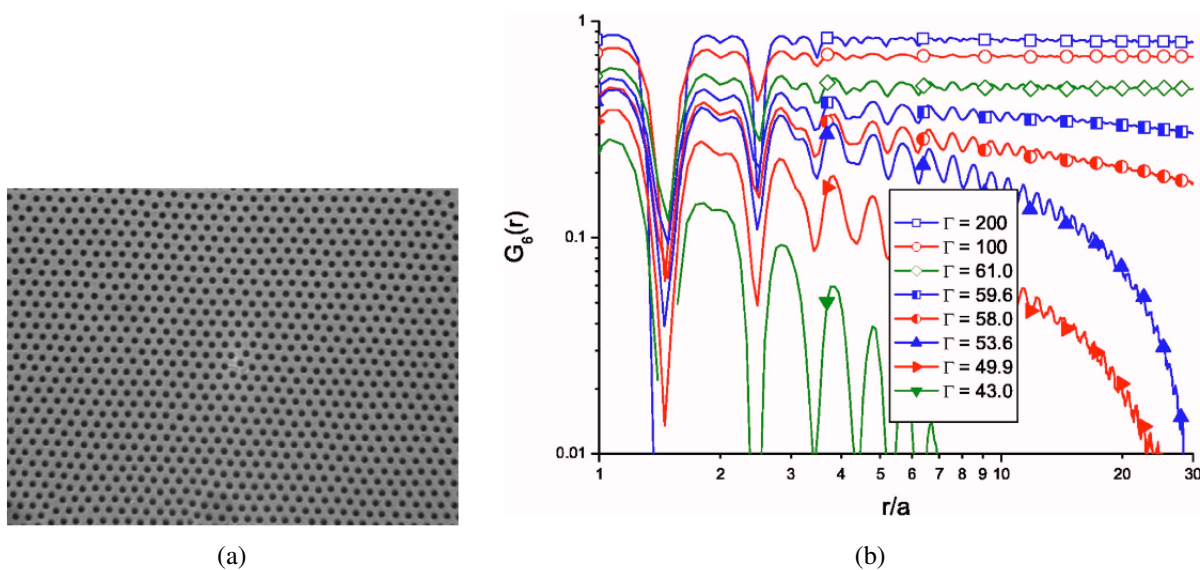 1
0.1
0.01
G₆(r)
1
2
3
4
5
6
7
8
9
10
20
30
r/a
Γ = 200
Γ = 100
Γ = 61.0
Γ = 59.6
Γ = 58.0
Γ = 53.6
Γ = 49.9
Γ = 43.0
(a)
(b)